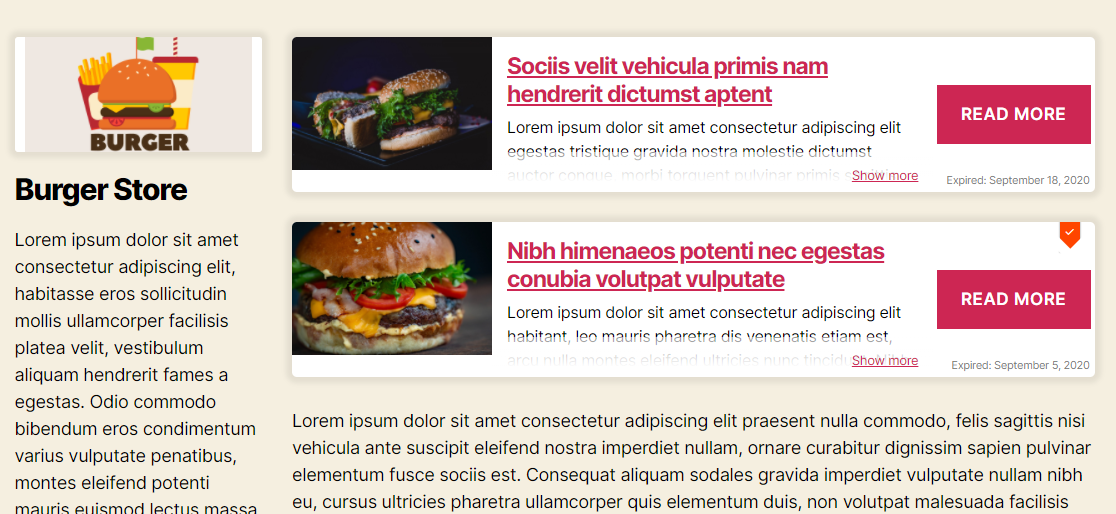 BURGER
Burger Store
Lorem ipsum dolor sit amet
consectetur adipiscing elit,
habitasse eros sollicitudin
mollis ullamcorper facilisis
platea velit, vestibulum
aliquam hendrerit fames a
egestas. Odio commodo
bibendum eros condimentum
varius vulputate penatibus,
montes eleifend potenti
mauris euismod lectus massa
Sociis velit vehicula primis nam
hendrerit dictumst aptent
Lorem ipsum dolor sit amet consectetur adipiscing elit
egestas tristique gravida nostra molestie dictumst
auctor congue, morbi torquent pulvinar primis
Show more
READ MORE
Expired: September 18, 2020
Nibh himenaeos potenti nec egestas
conubia volutpat vulputate
Lorem ipsum dolor sit amet consectetur adipiscing elit
habitant, leo mauris pharetra dis venenatis etiam est,
arcu nulla montes eleifend ultricies nunc
Show more
READ MORE
Expired: September 5, 2020
Lorem ipsum dolor sit amet consectetur adipiscing elit praesent nulla commodo, felis sagittis nisi
vehicula ante suscipit eleifend nostra imperdiet nullam, ornare curabitur dignissim sapien pulvinar
elementum fusce sociis est. Consequat aliquam sodales gravida imperdiet vulputate nullam nibh
eu, cursus ultricies pharetra ullamcorper quis elementum duis, non volutpat malesuada facilisis